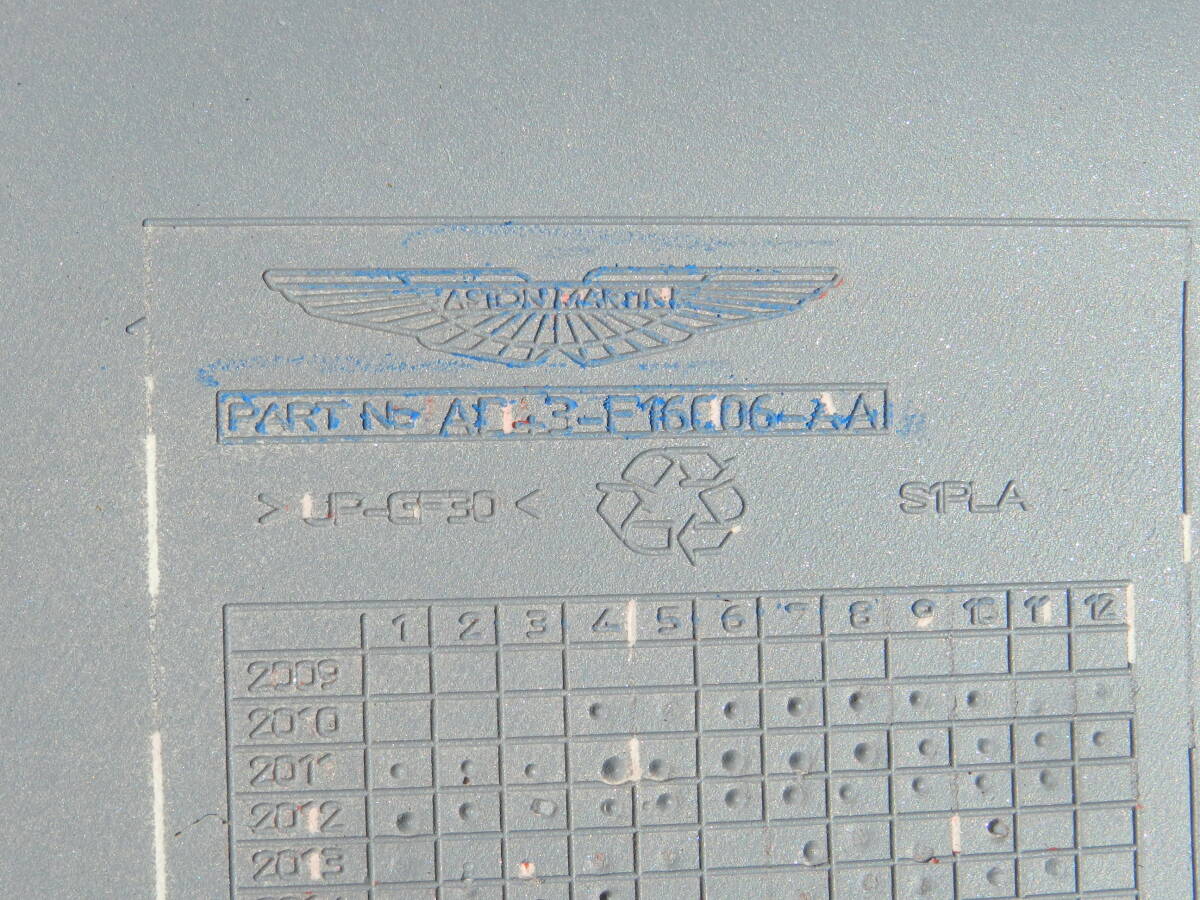 ASTON MARTIN
PART No AD43-F16C06-AA
> UP-GF30 <
S1PLA
1 2 3 4 5 6 7 8 9 10 11 12
2009
2010
2011
2012
2013